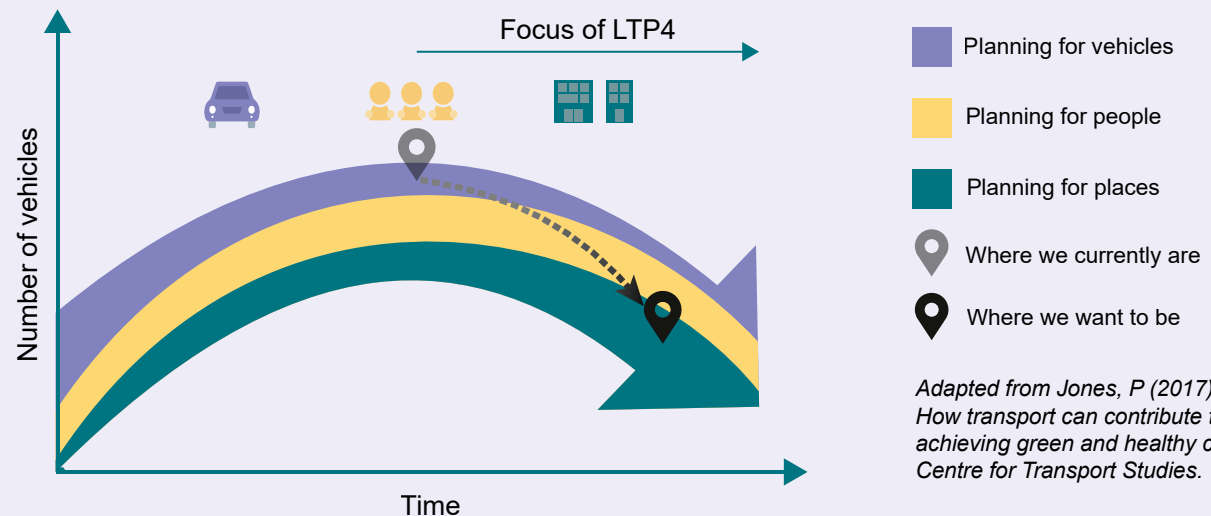 Focus of LTP4
Number of vehicles
Time
Planning for vehicles
Planning for people
Planning for places
Where we currently are
Where we want to be
Adapted from Jones, P (2017)
How transport can contribute
achieving green and healthy
Centre for Transport Studies.